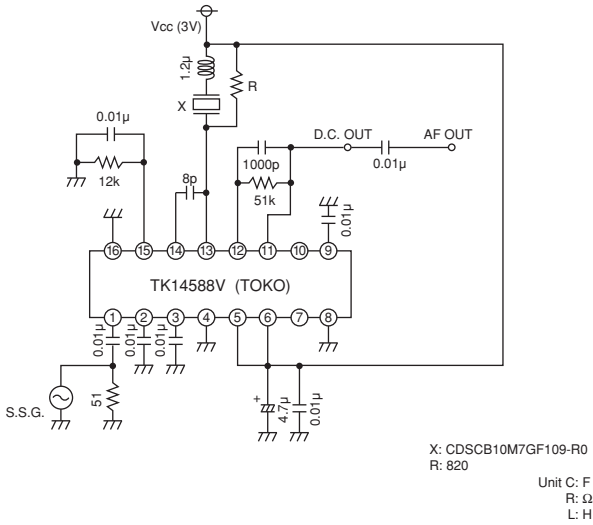 Vcc (3V)
1.2µ
R
X
0.01µ
12k
8p
1000p
51k
D.C. OUT
AF OUT
0.01µ
0.01µ
16 15 14 13 12 11 10 9
TK14588V (TOKO)
1 2 3 4 5 6 7 8
0.01µ
0.01µ
0.01µ
S.S.G.
51
+
4.7µ
0.01µ
X: CDSCB10M7GF109-R0
R: 820
Unit C: F
R: Ω
L: H